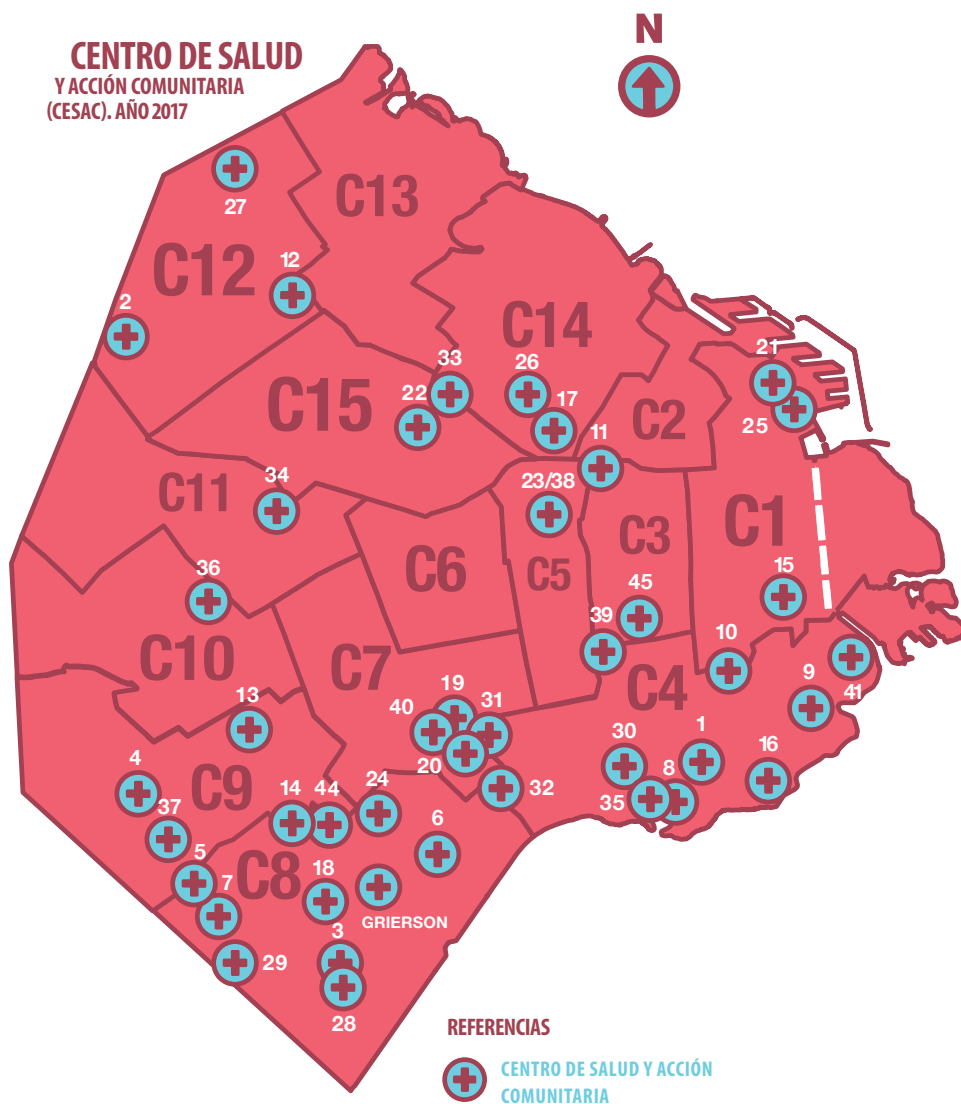 CENTRO DE SALUD
Y ACCIÓN COMUNITARIA
(CESAC). AÑO 2017
N
27
C13
12
C12
2
C14
21
33
26
22
17
25
C15
C2
11
34
23/38
C11
C1
C3
C6
C5
36
15
45
39
10
C10
C7
C4
9
41
13
19
40
31
1
30
20
16
4
8
C9
14
44
24
32
35
37
6
5
C8
7
18
GRIERSON
3
29
28
REFERENCIAS
CENTRO DE SALUD Y ACCIÓN
COMUNITARIA